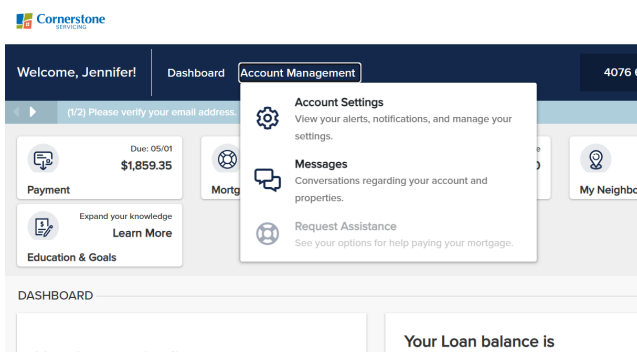 Cornerstone
SERVICING
Welcome, Jennifer!
Dashboard
Account Management
4076
(1/2) Please verify your email address.
Account Settings
View your alerts, notifications, and manage your
settings.
Messages
Conversations regarding your account and
properties.
Request Assistance
See your options for help paying your mortgage.
Due: 05/01
$1,859.35
Payment
Mortg
My Neighbo
Expand your knowledge
Learn More
Education & Goals
DASHBOARD
Your Loan balance is